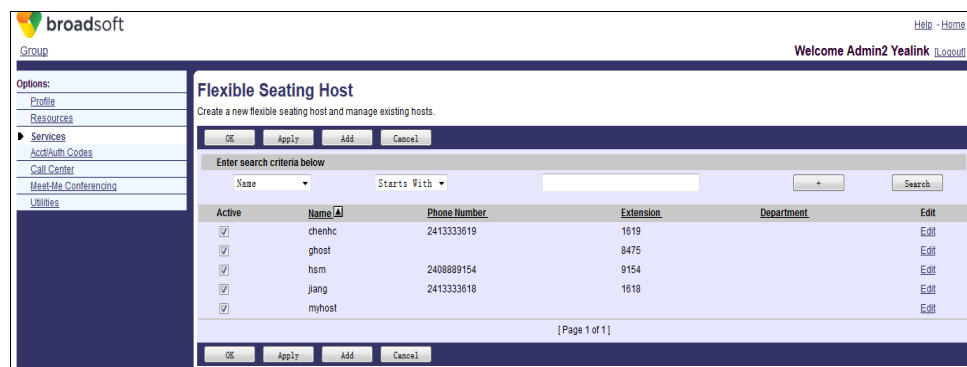 broadsoft
Help - Home
Group
Welcome Admin2 Yealink [Logout]
Options:
Profile
Resources
Services
Acct/Auth Codes
Call Center
Meet-Me Conferencing
Utilities
Flexible Seating Host
Create a new flexible seating host and manage existing hosts.
OK Apply Add Cancel
Enter search criteria below
Name Starts With + Search
Active Name Phone Number Extension Department Edit
chenhc 2413333619 1619 Edit
ghost 8475 Edit
hsm 2408889154 9154 Edit
jiang 2413333618 1618 Edit
myhost Edit
[ Page 1 of 1 ]
OK Apply Add Cancel